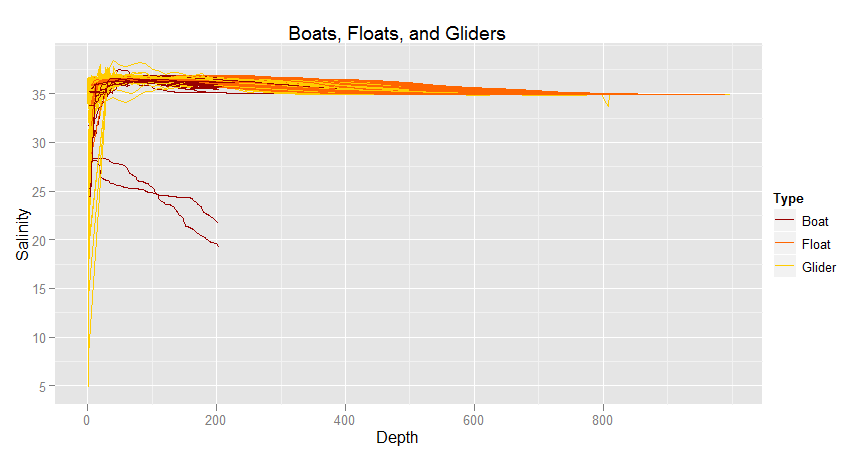 Boats, Floats, and Gliders
Salinity
35
30
25
20
15
10
5
0
200
400
600
800
Depth
Type
Boat
Float
Glider